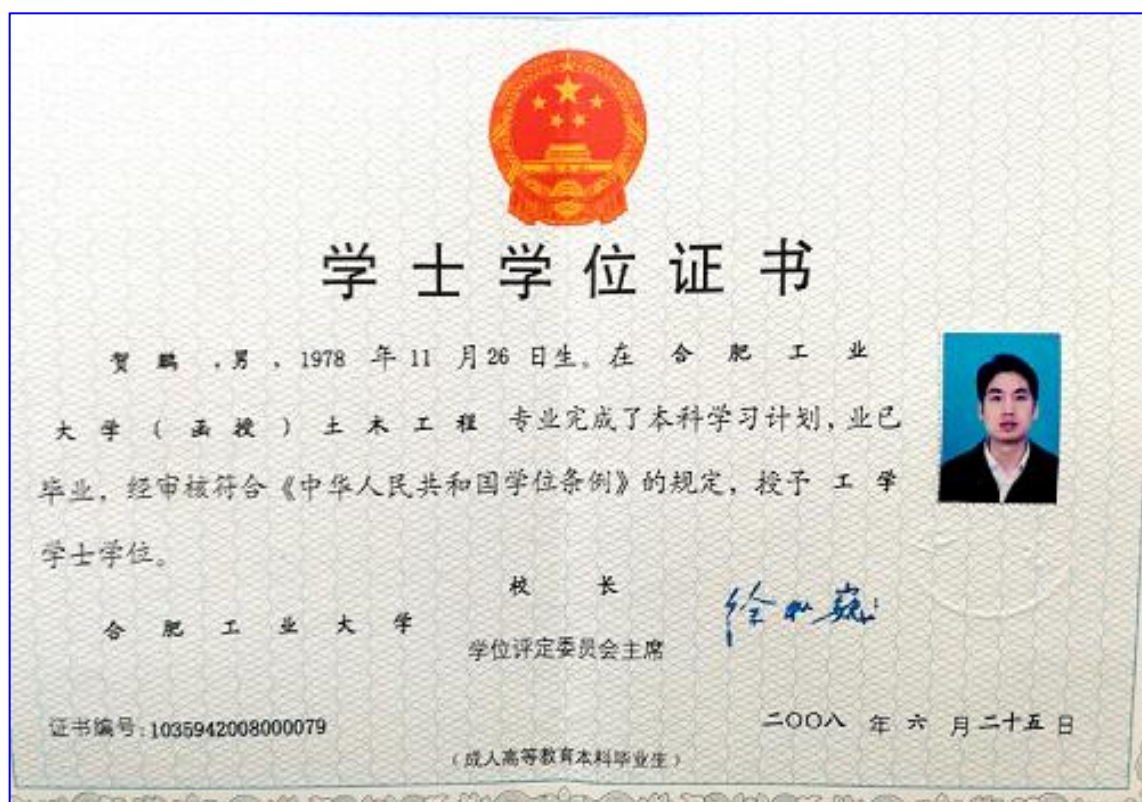 学士学位证书
贺鹏，男，1978 年 11 月 26 日生。在 合肥工业
大学（函授）土木工程 专业完成了本科学习计划，业已
毕业，经审核符合《中华人民共和国学位条例》的规定，授予 工学
学士学位。
校长
合肥工业大学
学位评定委员会主席
证书编号：1035942008000079
二〇〇八 年 六 月 二十五 日
（成人高等教育本科毕业生）